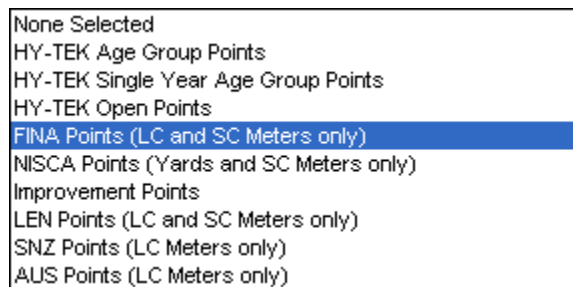 None Selected
HY-TEK Age Group Points
HY-TEK Single Year Age Group Points
HY-TEK Open Points
FINA Points (LC and SC Meters only)
NISCA Points (Yards and SC Meters only)
Improvement Points
LEN Points (LC and SC Meters only)
SNZ Points (LC Meters only)
AUS Points (LC Meters only)